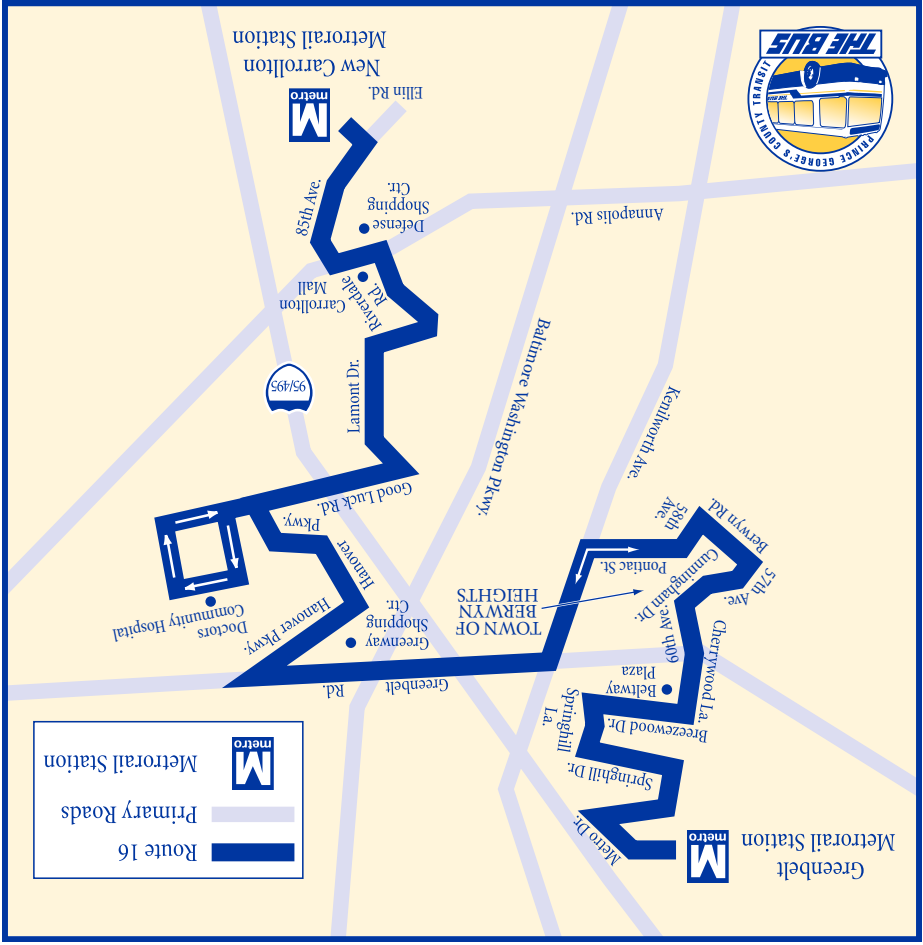 Greenbelt
Metrorail Station
M
metro
Metro Dr.
Route 16
Primary Roads
M
metro
Metrorail Station
Springhill Dr.
Springhill
La.
Breezewood Dr.
Cherrywood La.
Beltway
Plaza
60th Ave.
Greenbelt
Rd.
Greenway
Shopping
Ctr.
Hanover Pkwy.
Doctors
Community Hospital
TOWN OF
BERWYN
HEIGHTS
57th
Ave.
Cunningham Dr.
Pontiac St.
Berwyn Rd.
58th
Ave.
Hanover
Pkwy.
Good Luck Rd.
Kenilworth Ave.
Baltimore Washington Pkwy.
Lamont Dr.
95/495
Riverdale
Rd.
Carrollton
Mall
Annapolis Rd.
Defense
Shopping
Ctr.
85th Ave.
Ellin Rd.
M
metro
New Carrollton
Metrorail Station
PRINCE GEORGE'S COUNTY TRANSIT
THE BUS